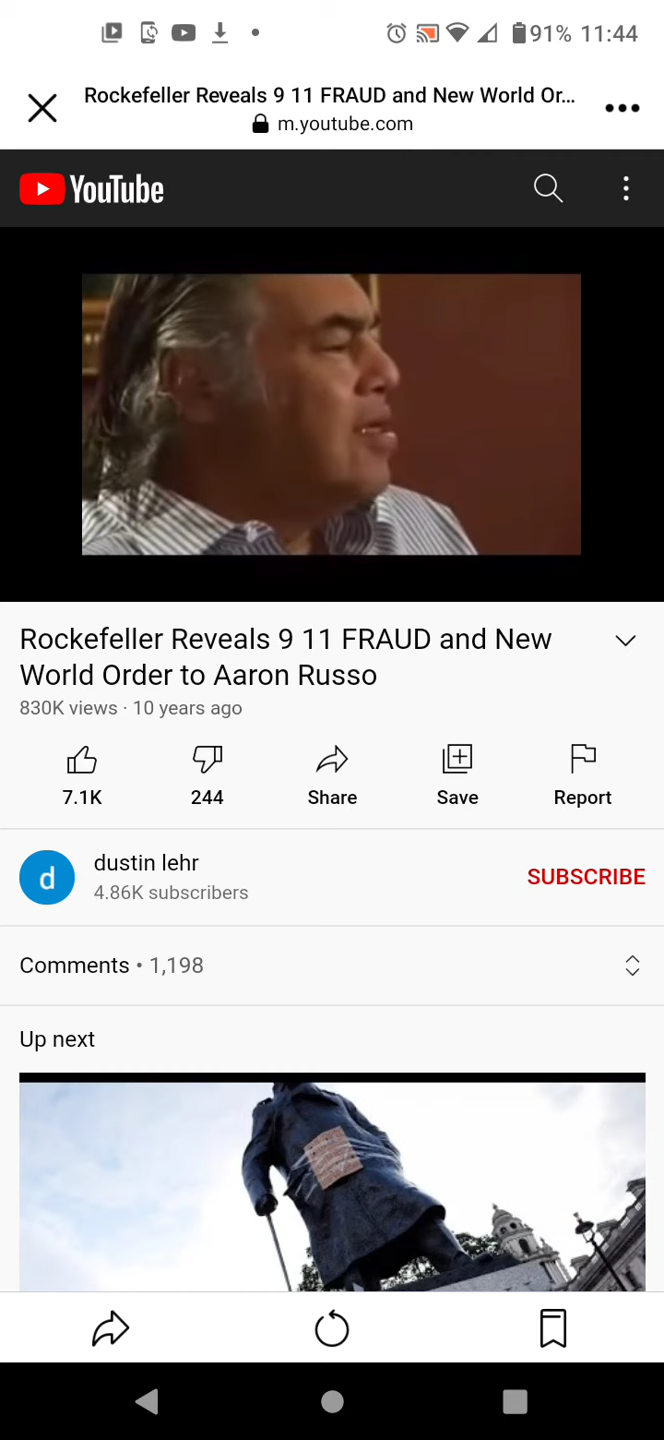 91% 11:44
Rockefeller Reveals 9 11 FRAUD and New World Or...
m.youtube.com
YouTube
Rockefeller Reveals 9 11 FRAUD and New
World Order to Aaron Russo
830K views · 10 years ago
7.1K 244 Share Save Report
d
dustin lehr
4.86K subscribers
SUBSCRIBE
Comments • 1,198
Up next